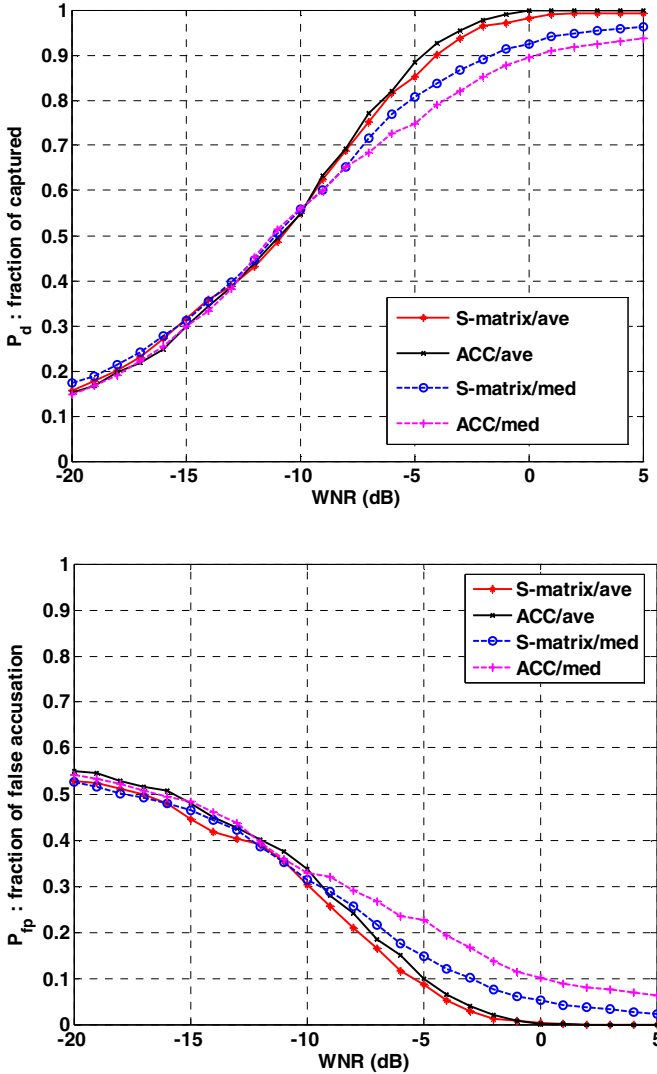 1
0.9
0.8
0.7
0.6
0.5
0.4
0.3
0.2
0.1
0
P_d : fraction of captured
S-matrix/ave
ACC/ave
S-matrix/med
ACC/med
-20 -15 -10 -5 0 5
WNR (dB)
1
0.9
0.8
0.7
0.6
0.5
0.4
0.3
0.2
0.1
0
P_fp : fraction of false accusation
S-matrix/ave
ACC/ave
S-matrix/med
ACC/med
-20 -15 -10 -5 0 5
WNR (dB)